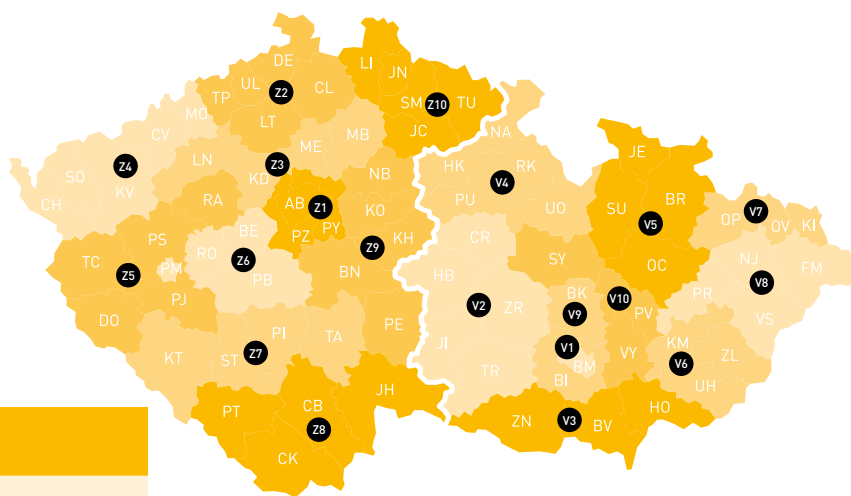 DE
LI
JN
UL
Z2
CL
TP
SM
Z10
TU
MO
LT
JC
CV
ME
MB
NA
JE
Z4
SO
LN
Z3
KD
HK
RK
KV
NB
V4
BR
CH
RA
AB
Z1
PU
UO
SU
KO
V5
V7
OP
OV
KI
PS
BE
PZ
PY
KH
CR
RO
Z9
SY
OC
NJ
FM
TC
Z5
PM
Z6
BN
HB
V8
PB
BK
V10
PR
PJ
V2
ZR
V9
PV
VS
DO
PE
PI
TA
JI
V1
KM
KT
ST
Z7
VY
V6
ZL
BM
TR
BI
UH
JH
PT
CB
HO
Z8
ZN
V3
BV
CK